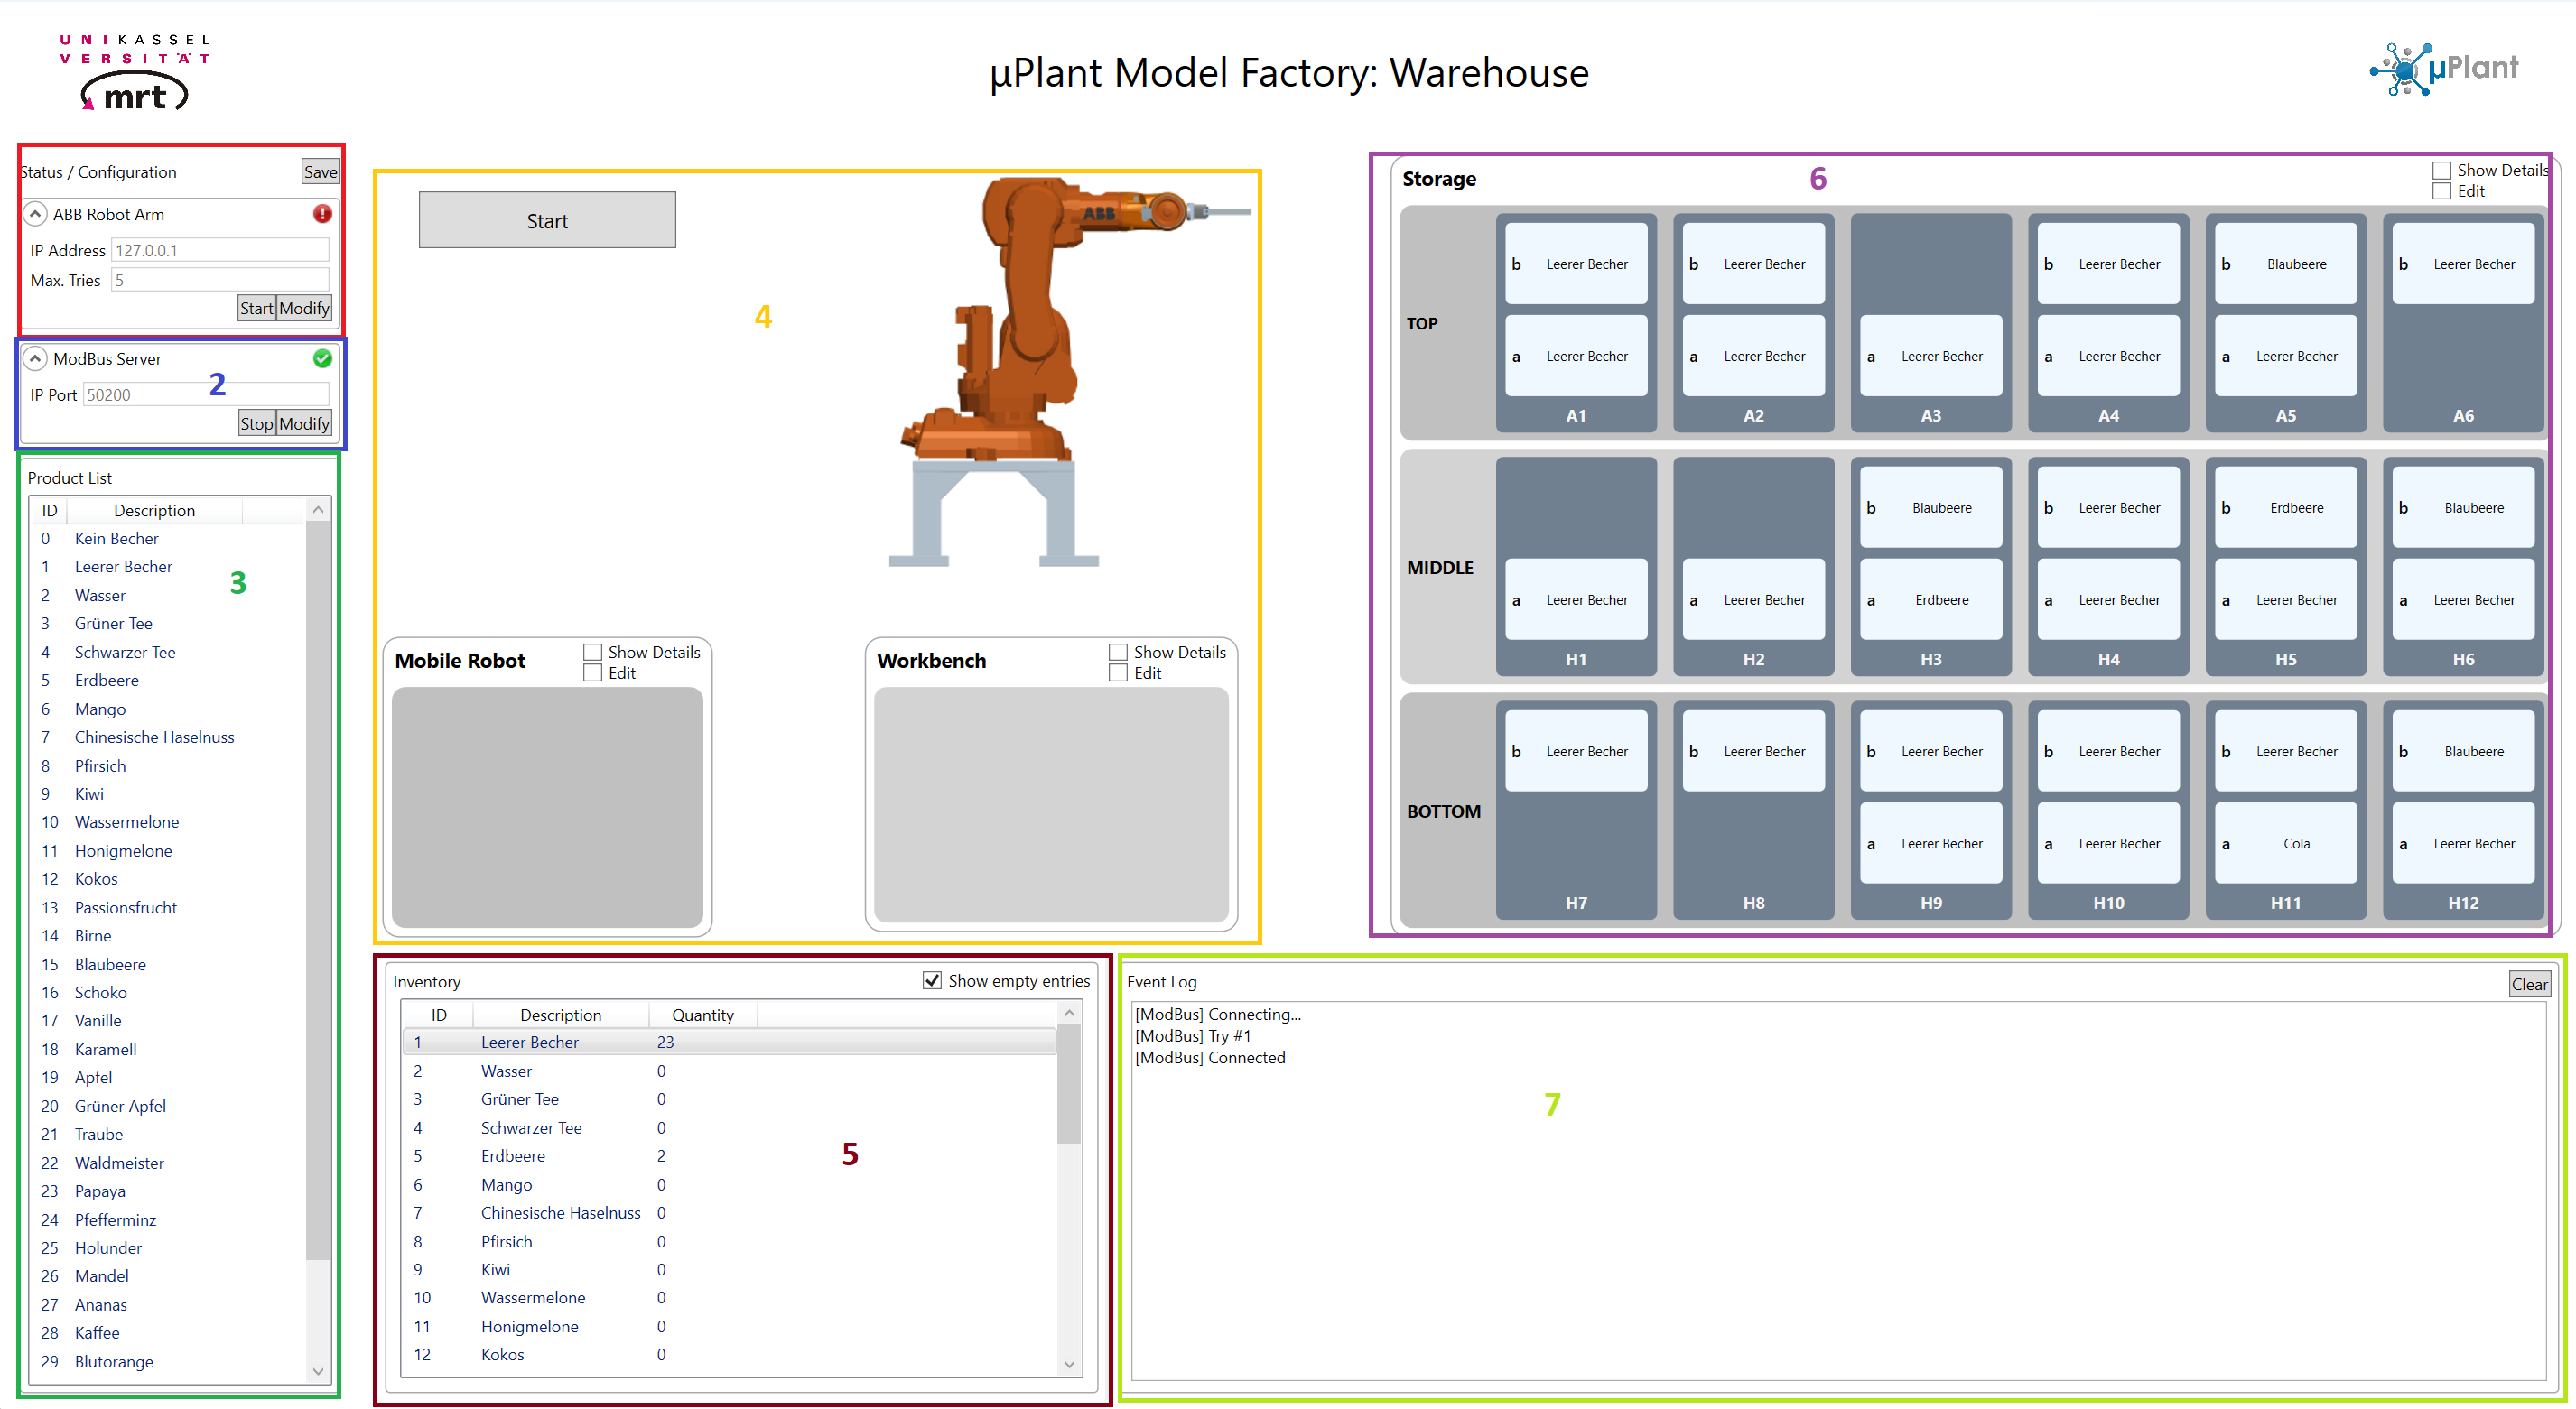 UNIKASSEL
VERSITÄT
mrt
µPlant Model Factory: Warehouse
µPlant
Status / Configuration
Save
ABB Robot Arm
IP Address 127.0.0.1
Max. Tries 5
Start Modify
ModBus Server
IP Port 50200
2
Stop Modify
Product List
ID Description
0 Kein Becher
1 Leerer Becher
3
2 Wasser
3 Grüner Tee
4 Schwarzer Tee
5 Erdbeere
6 Mango
7 Chinesische Haselnuss
8 Pfirsich
9 Kiwi
10 Wassermelone
11 Honigmelone
12 Kokos
13 Passionsfrucht
14 Birne
15 Blaubeere
16 Schoko
17 Vanille
18 Karamell
19 Apfel
20 Grüner Apfel
21 Traube
22 Waldmeister
23 Papaya
24 Pfefferminz
25 Holunder
26 Mandel
27 Ananas
28 Kaffee
29 Blutorange
Start
ABB
4
Mobile Robot
Show Details
Edit
Workbench
Show Details
Edit
Storage
6
Show Details
Edit
TOP
b Leerer Becher b Leerer Becher b Leerer Becher b Blaubeere b Leerer Becher
a Leerer Becher a Leerer Becher a Leerer Becher a Leerer Becher a Leerer Becher
A1 A2 A3 A4 A5 A6
MIDDLE
b Blaubeere b Leerer Becher b Erdbeere b Blaubeere
a Leerer Becher a Leerer Becher a Erdbeere a Leerer Becher a Leerer Becher a Leerer Becher
H1 H2 H3 H4 H5 H6
BOTTOM
b Leerer Becher b Leerer Becher b Leerer Becher b Leerer Becher b Leerer Becher b Blaubeere
a Leerer Becher a Leerer Becher a Cola a Leerer Becher
H7 H8 H9 H10 H11 H12
Inventory
Show empty entries
ID Description Quantity
1 Leerer Becher 23
2 Wasser 0
3 Grüner Tee 0
4 Schwarzer Tee 0
5 Erdbeere 2
5
6 Mango 0
7 Chinesische Haselnuss 0
8 Pfirsich 0
9 Kiwi 0
10 Wassermelone 0
11 Honigmelone 0
12 Kokos 0
Event Log
Clear
[ModBus] Connecting...
[ModBus] Try #1
[ModBus] Connected
7